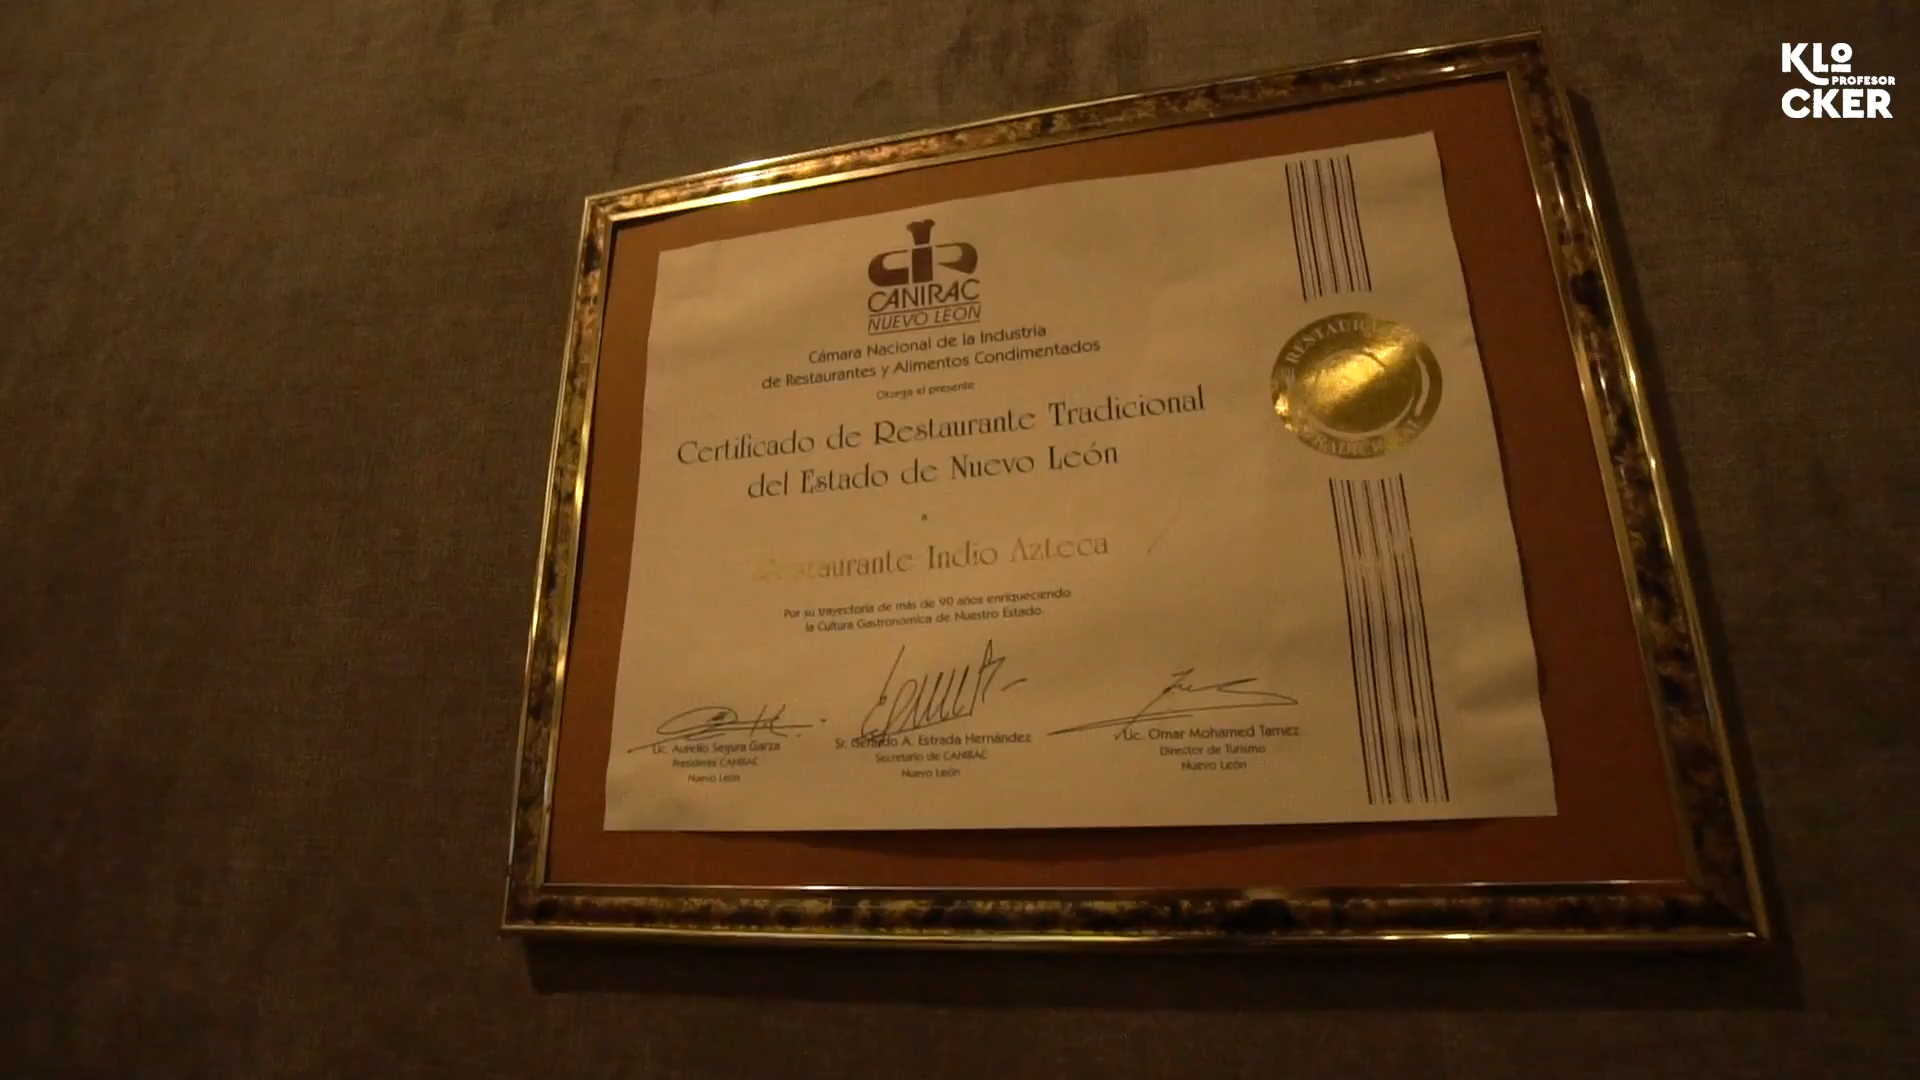 KLO
PROFESOR
CKER
CANIRAC
NUEVO LEON
Cámara Nacional de la Industria
de Restaurantes y Alimentos Condimentados
Otorga el presente
Certificado de Restaurante Tradicional
del Estado de Nuevo León
a
Restaurante Indio Azteca
Por su trayectoria de más de 90 años enriqueciendo
la Cultura Gastronomica de Nuestro Estado.
Lic. Aurelio Segura Garza
Presidente CANIRAC
Nuevo León
Sr. Gerardo A. Estrada Hernández
Secretario de CANIRAC
Nuevo León
Lic. Omar Mohamed Tamez
Director de Turismo
Nuevo León